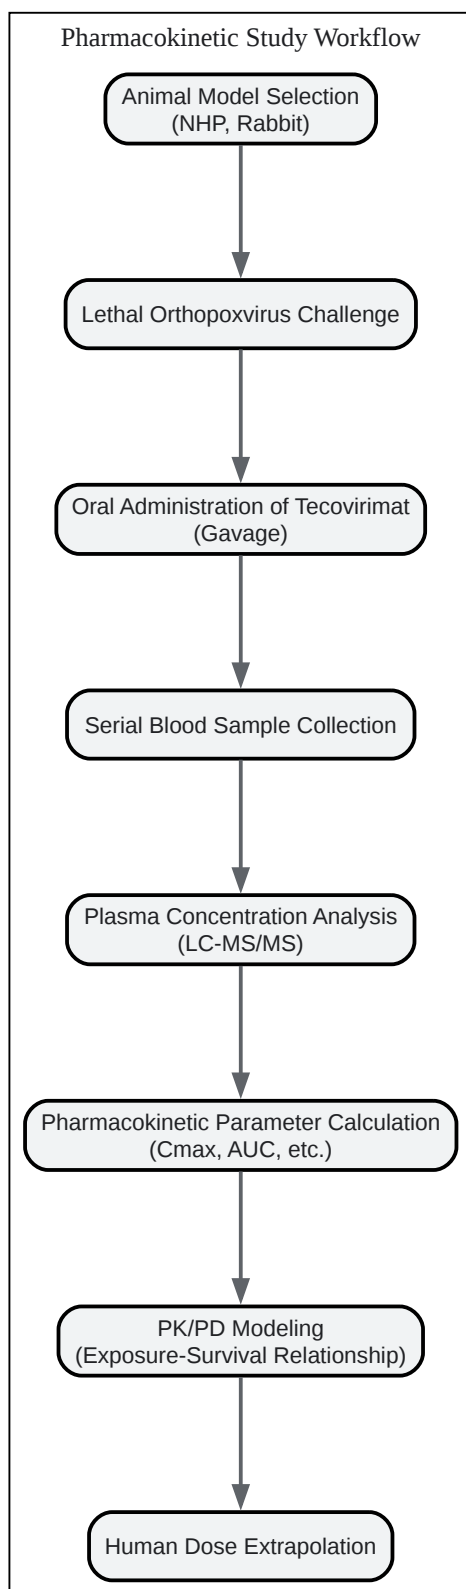 Pharmacokinetic Study Workflow
Animal Model Selection
(NHP, Rabbit)
Lethal Orthopoxvirus Challenge
Oral Administration of Tecovirimat
(Gavage)
Serial Blood Sample Collection
Plasma Concentration Analysis
(LC-MS/MS)
Pharmacokinetic Parameter Calculation
(Cmax, AUC, etc.)
PK/PD Modeling
(Exposure-Survival Relationship)
Human Dose Extrapolation